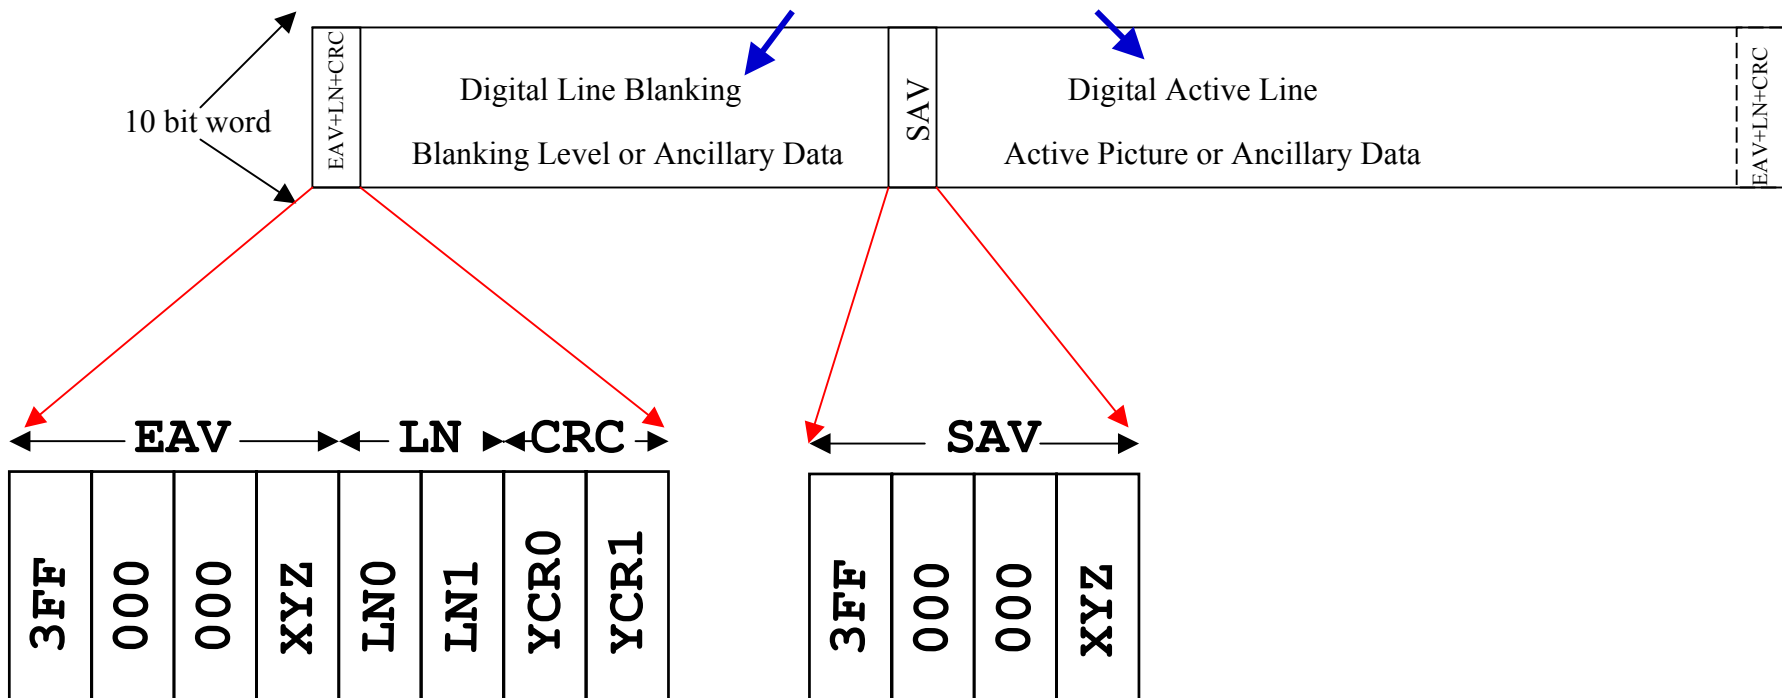 EAV+LN+CRC
Digital Line Blanking
SAV
Digital Active Line
EAV+LN+CRC
10 bit word
Blanking Level or Ancillary Data
Active Picture or Ancillary Data
EAV LN CRC
SAV
3FF 000 000 XYZ LN0 LN1 YCR0 YCR1
3FF 000 000 XYZ